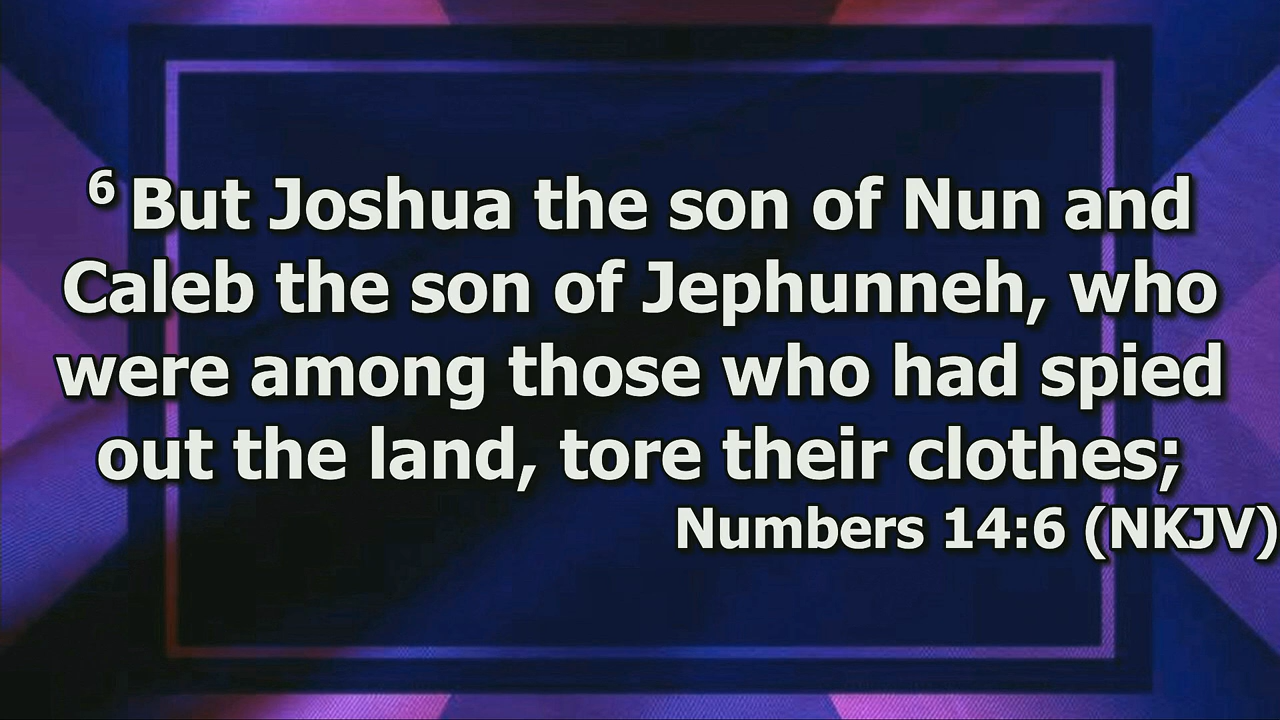 6 But Joshua the son of Nun and
Caleb the son of Jephunneh, who
were among those who had spied
out the land, tore their clothes;
Numbers 14:6 (NKJV)